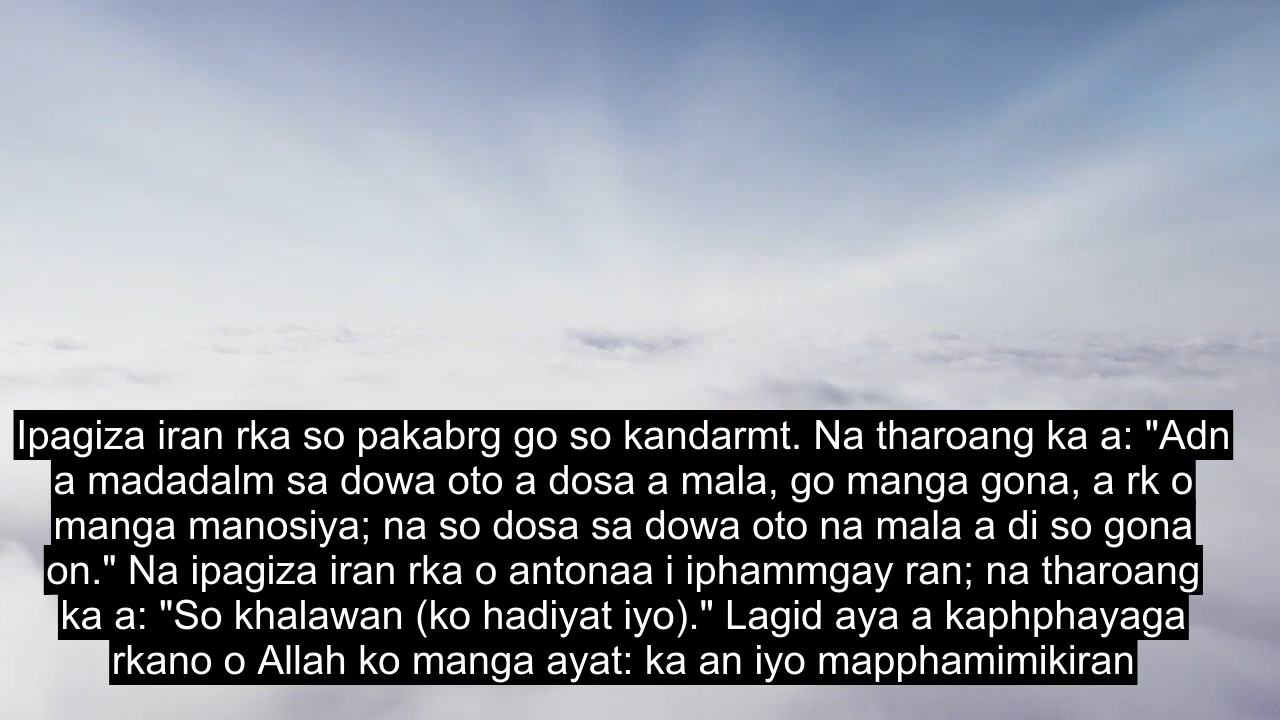 Ipagiza iran rka so pakabrg go so kandarmt. Na tharoang ka a: "Adn
a madadalm sa dowa oto a dosa a mala, go manga gona, a rk o
manga manosiya; na so dosa sa dowa oto na mala a di so gona
on." Na ipagiza iran rka o antonaa i iphammgay ran; na tharoang
ka a: "So khalawan (ko hadiyat iyo)." Lagid aya a kaphphayaga
rkano o Allah ko manga ayat: ka an iyo mapphamimikiran